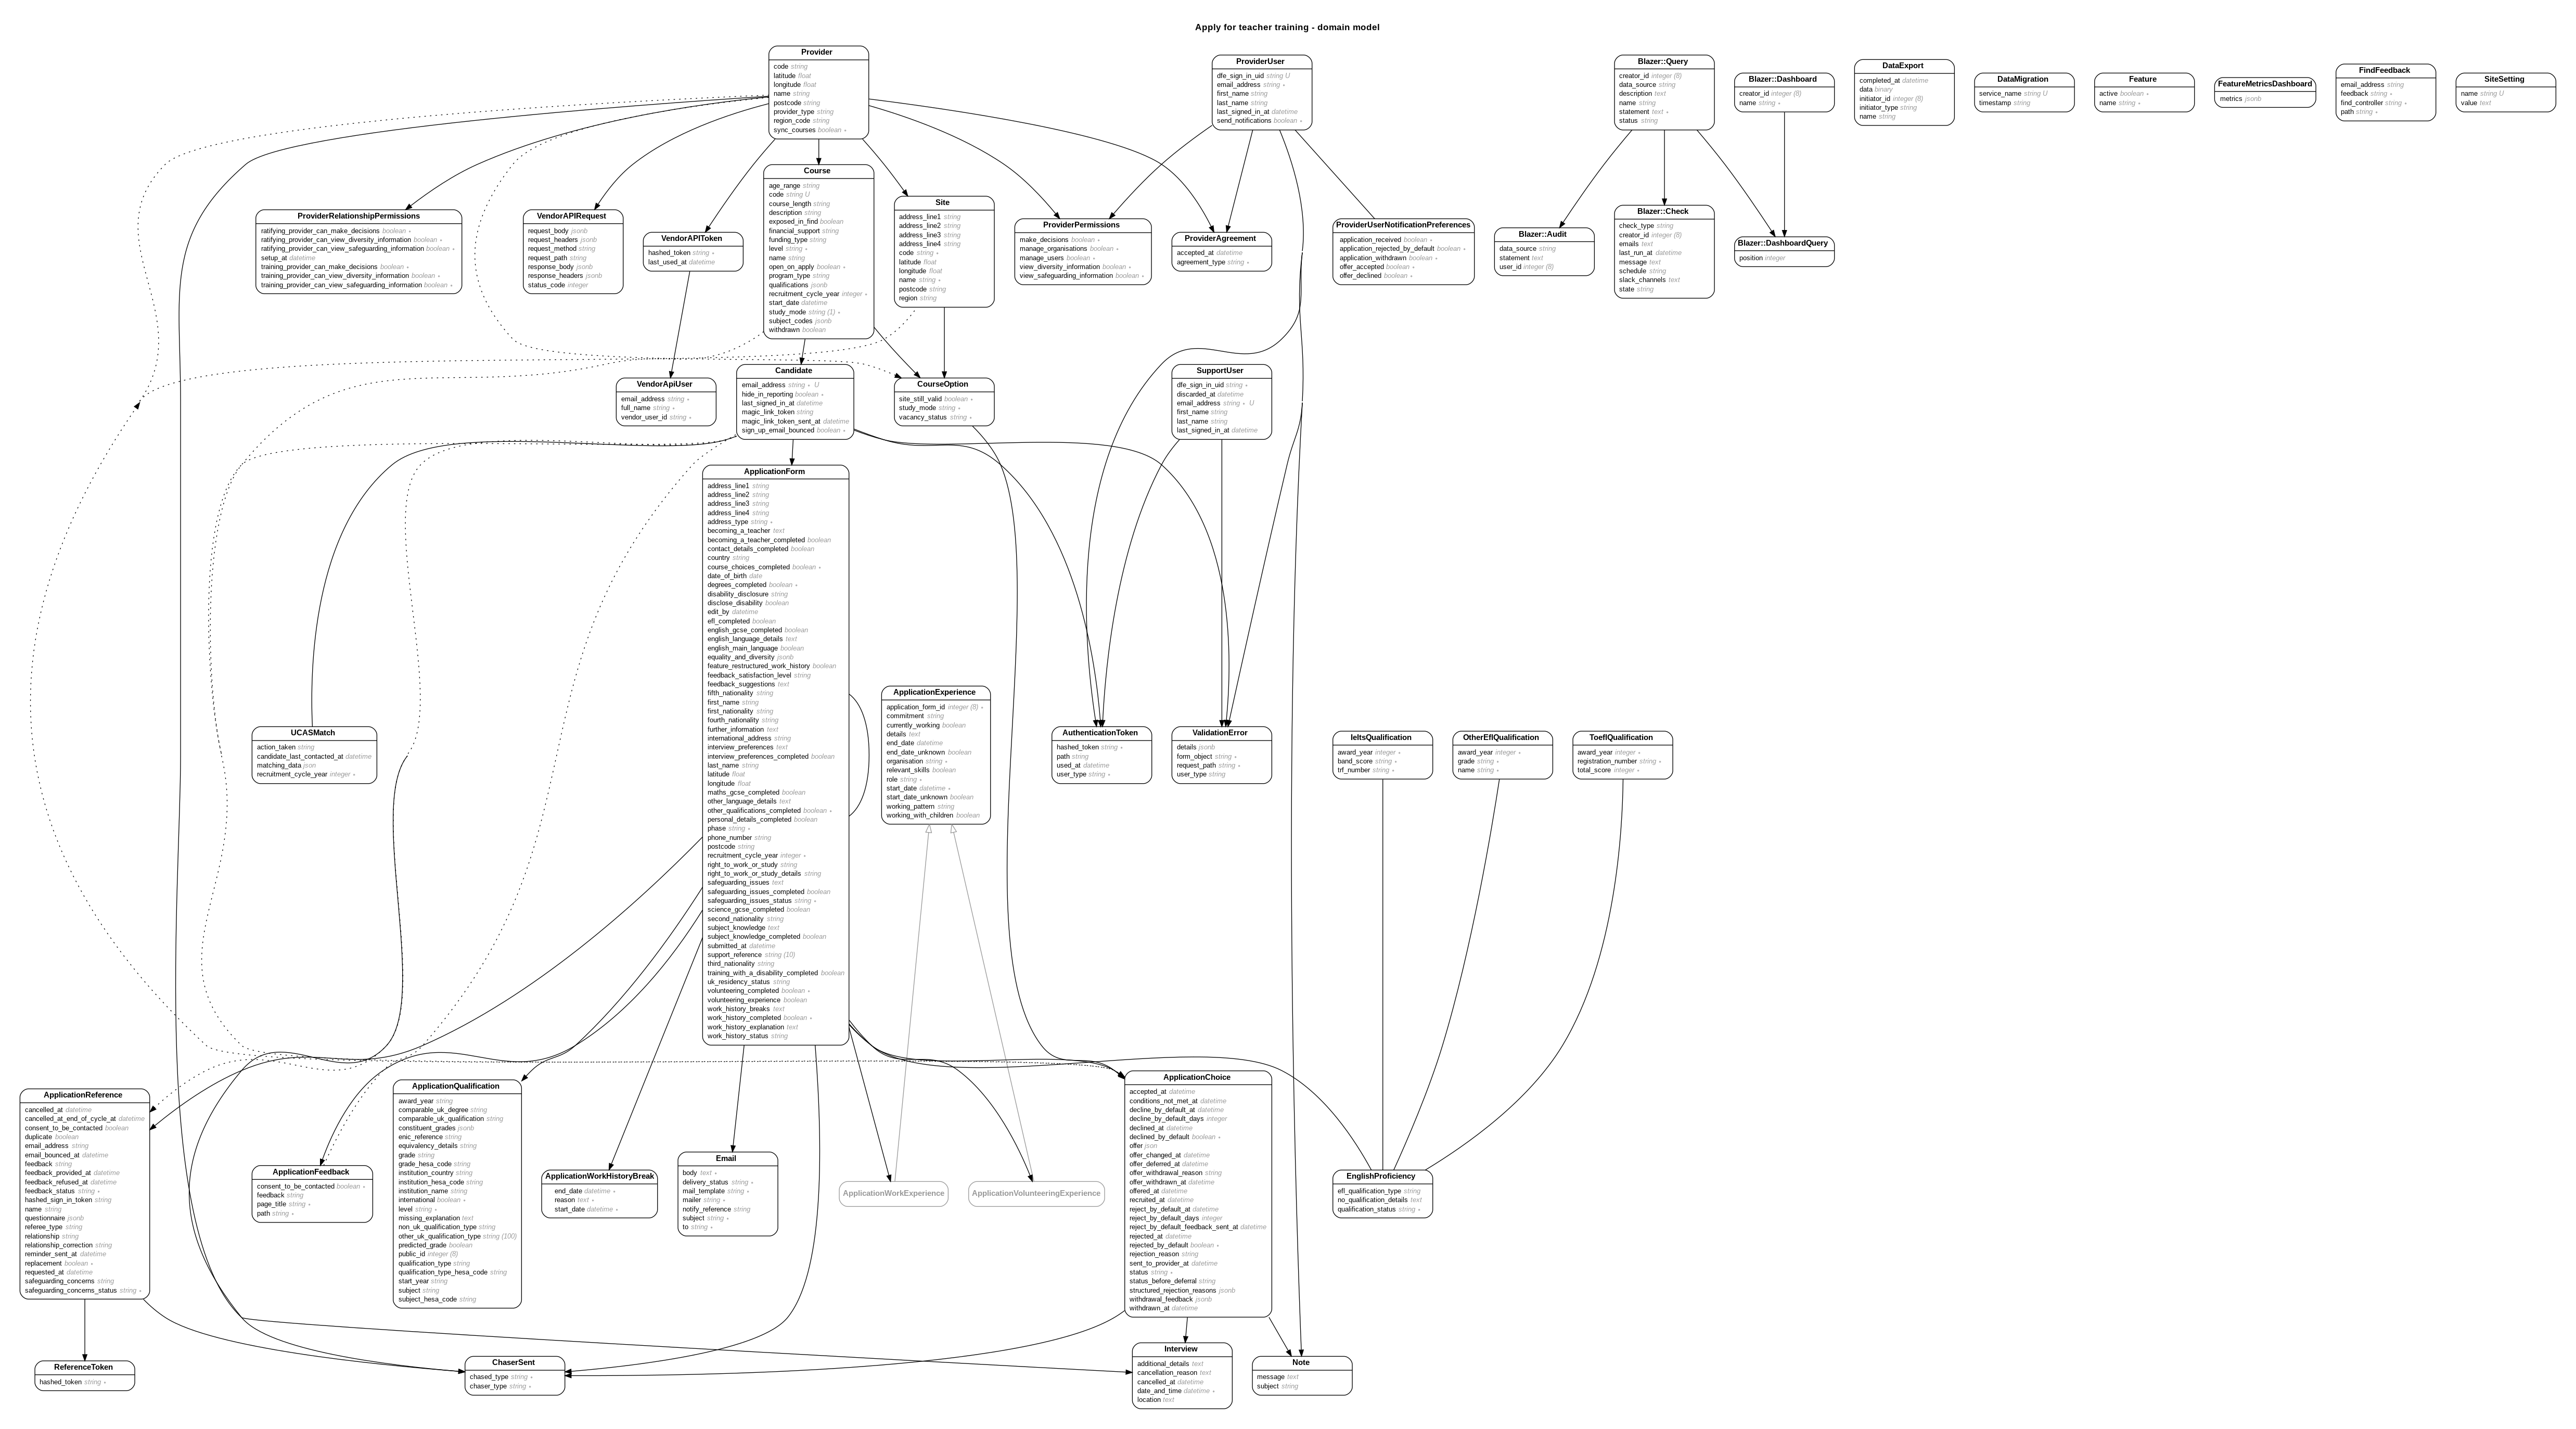 Apply for teacher training - domain model
Provider
code string
latitude float
longitude float
name string
postcode string
provider_type string
region_code string
sync_courses boolean ∗
ProviderUser
dfe_sign_in_uid string U
email_address string ∗
first_name string
last_name string
last_signed_in_at datetime
send_notifications boolean ∗
Blazer::Query
creator_id integer (8)
data_source string
description text
name string
statement text ∗
status string
Blazer::Dashboard
creator_id integer (8)
name string ∗
DataExport
completed_at datetime
data binary
initiator_id integer (8)
initiator_type string
name string
DataMigration
service_name string U
timestamp string
Feature
active boolean ∗
name string ∗
FeatureMetricsDashboard
metrics jsonb
FindFeedback
email_address string
feedback string ∗
find_controller string ∗
path string ∗
SiteSetting
name string U
value text
ProviderRelationshipPermissions
ratifying_provider_can_make_decisions boolean ∗
ratifying_provider_can_view_diversity_information boolean ∗
ratifying_provider_can_view_safeguarding_information boolean ∗
setup_at datetime
training_provider_can_make_decisions boolean ∗
training_provider_can_view_diversity_information boolean ∗
training_provider_can_view_safeguarding_information boolean ∗
VendorAPIRequest
request_body jsonb
request_headers jsonb
request_method string
request_path string
response_body jsonb
response_headers jsonb
status_code integer
VendorAPIToken
hashed_token string ∗
last_used_at datetime
Course
age_range string
code string U
course_length string
description string
exposed_in_find boolean
financial_support string
funding_type string
level string ∗
name string
open_on_apply boolean ∗
program_type string
qualifications jsonb
recruitment_cycle_year integer ∗
start_date datetime
study_mode string (1) ∗
subject_codes jsonb
withdrawn boolean
Site
address_line1 string
address_line2 string
address_line3 string
address_line4 string
code string ∗
latitude float
longitude float
name string ∗
postcode string
region string
ProviderPermissions
make_decisions boolean ∗
manage_organisations boolean ∗
manage_users boolean ∗
view_diversity_information boolean ∗
view_safeguarding_information boolean ∗
ProviderAgreement
accepted_at datetime
agreement_type string ∗
ProviderUserNotificationPreferences
application_received boolean ∗
application_rejected_by_default boolean ∗
application_withdrawn boolean ∗
offer_accepted boolean ∗
offer_declined boolean ∗
Blazer::Audit
data_source string
statement text
user_id integer (8)
Blazer::Check
check_type string
creator_id integer (8)
emails text
last_run_at datetime
message text
schedule string
slack_channels text
state string
Blazer::DashboardQuery
position integer
VendorApiUser
email_address string ∗
full_name string ∗
vendor_user_id string ∗
Candidate
email_address string ∗ U
hide_in_reporting boolean ∗
last_signed_in_at datetime
magic_link_token string
magic_link_token_sent_at datetime
sign_up_email_bounced boolean ∗
CourseOption
site_still_valid boolean ∗
study_mode string ∗
vacancy_status string ∗
SupportUser
dfe_sign_in_uid string ∗
discarded_at datetime
email_address string ∗ U
first_name string
last_name string
last_signed_in_at datetime
ApplicationForm
address_line1 string
address_line2 string
address_line3 string
address_line4 string
address_type string ∗
becoming_a_teacher text
becoming_a_teacher_completed boolean
contact_details_completed boolean
country string
course_choices_completed boolean ∗
date_of_birth date
degrees_completed boolean ∗
disability_disclosure string
disclose_disability boolean
edit_by datetime
efl_completed boolean
english_gcse_completed boolean
english_language_details text
english_main_language boolean
equality_and_diversity jsonb
feature_restructured_work_history boolean
feedback_satisfaction_level string
feedback_suggestions text
fifth_nationality string
first_name string
first_nationality string
fourth_nationality string
further_information text
international_address string
interview_preferences text
interview_preferences_completed boolean
last_name string
latitude float
longitude float
maths_gcse_completed boolean
other_language_details text
other_qualifications_completed boolean ∗
personal_details_completed boolean
phase string ∗
phone_number string
postcode string
recruitment_cycle_year integer ∗
right_to_work_or_study string
right_to_work_or_study_details string
safeguarding_issues text
safeguarding_issues_completed boolean
safeguarding_issues_status string ∗
science_gcse_completed boolean
second_nationality string
subject_knowledge text
subject_knowledge_completed boolean
submitted_at datetime
support_reference string (10)
third_nationality string
training_with_a_disability_completed boolean
uk_residency_status string
volunteering_completed boolean ∗
volunteering_experience boolean
work_history_breaks text
work_history_completed boolean ∗
work_history_explanation text
work_history_status string
ApplicationExperience
application_form_id integer (8) ∗
commitment string
currently_working boolean
details text
end_date datetime
end_date_unknown boolean
organisation string ∗
relevant_skills boolean
role string ∗
start_date datetime ∗
start_date_unknown boolean
working_pattern string
working_with_children boolean
UCASMatch
action_taken string
candidate_last_contacted_at datetime
matching_data json
recruitment_cycle_year integer ∗
AuthenticationToken
hashed_token string ∗
path string
used_at datetime
user_type string ∗
ValidationError
details jsonb
form_object string ∗
request_path string ∗
user_type string
IeltsQualification
award_year integer ∗
band_score string ∗
trf_number string ∗
OtherEflQualification
award_year integer ∗
grade string ∗
name string ∗
ToeflQualification
award_year integer ∗
registration_number string ∗
total_score integer ∗
ApplicationReference
cancelled_at datetime
cancelled_at_end_of_cycle_at datetime
consent_to_be_contacted boolean
duplicate boolean
email_address string
email_bounced_at datetime
feedback string
feedback_provided_at datetime
feedback_refused_at datetime
feedback_status string ∗
hashed_sign_in_token string
name string
questionnaire jsonb
referee_type string
relationship string
relationship_correction string
reminder_sent_at datetime
replacement boolean ∗
requested_at datetime
safeguarding_concerns string
safeguarding_concerns_status string ∗
ApplicationFeedback
consent_to_be_contacted boolean ∗
feedback string
page_title string ∗
path string ∗
ApplicationQualification
award_year string
comparable_uk_degree string
comparable_uk_qualification string
constituent_grades jsonb
enic_reference string
equivalency_details string
grade string
grade_hesa_code string
institution_country string
institution_hesa_code string
institution_name string
international boolean ∗
level string ∗
missing_explanation text
non_uk_qualification_type string
other_uk_qualification_type string (100)
predicted_grade boolean
public_id integer (8)
qualification_type string
qualification_type_hesa_code string
start_year string
subject string
subject_hesa_code string
ApplicationWorkHistoryBreak
end_date datetime ∗
reason text ∗
start_date datetime ∗
Email
body text ∗
delivery_status string ∗
mail_template string ∗
mailer string ∗
notify_reference string
subject string ∗
to string ∗
ApplicationWorkExperience
ApplicationVolunteeringExperience
ApplicationChoice
accepted_at datetime
conditions_not_met_at datetime
decline_by_default_at datetime
decline_by_default_days integer
declined_at datetime
declined_by_default boolean ∗
offer json
offer_changed_at datetime
offer_deferred_at datetime
offer_withdrawal_reason string
offer_withdrawn_at datetime
offered_at datetime
recruited_at datetime
reject_by_default_at datetime
reject_by_default_days integer
reject_by_default_feedback_sent_at datetime
rejected_at datetime
rejected_by_default boolean ∗
rejection_reason string
sent_to_provider_at datetime
status string ∗
status_before_deferral string
structured_rejection_reasons jsonb
withdrawal_feedback jsonb
withdrawn_at datetime
EnglishProficiency
efl_qualification_type string
no_qualification_details text
qualification_status string ∗
ReferenceToken
hashed_token string ∗
ChaserSent
chased_type string ∗
chaser_type string ∗
Interview
additional_details text
cancellation_reason text
cancelled_at datetime
date_and_time datetime ∗
location text
Note
message text
subject string